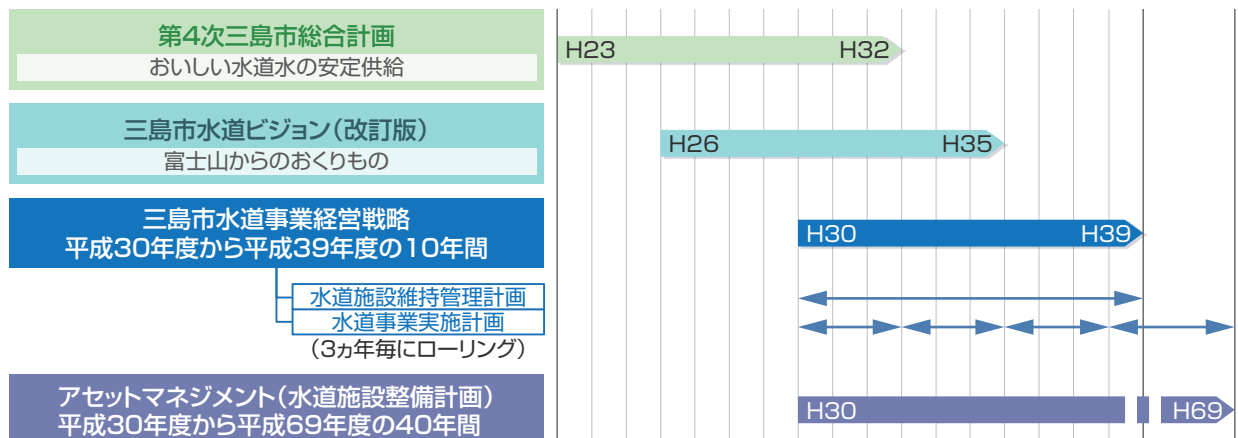 第4次三島市総合計画
おいしい水道水の安定供給
H23
H32
三島市水道ビジョン(改訂版)
富士山からのおくりもの
H26
H35
三島市水道事業経営戦略
平成30年度から平成39年度の10年間
H30
H39
水道施設維持管理計画
水道事業実施計画
(3ヵ年毎にローリング)
アセットマネジメント(水道施設整備計画)
平成30年度から平成69年度の40年間
H30
H69